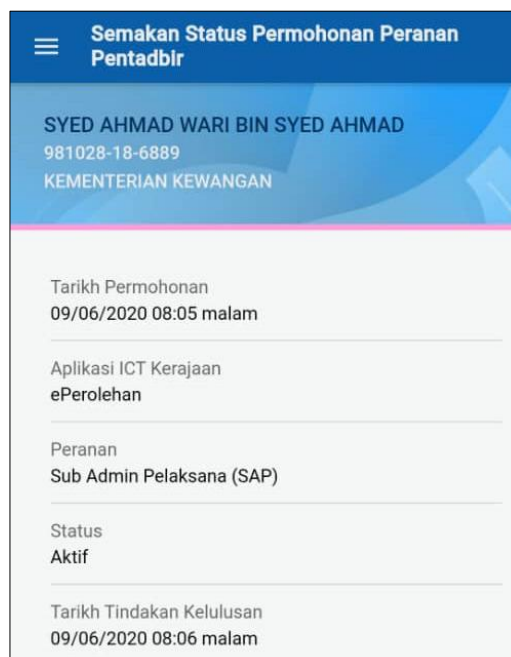 Semakan Status Permohonan Peranan
Pentadbir
SYED AHMAD WARI BIN SYED AHMAD
981028-18-6889
KEMENTERIAN KEWANGAN
Tarikh Permohonan
09/06/2020 08:05 malam
Aplikasi ICT Kerajaan
ePerolehan
Peranan
Sub Admin Pelaksana (SAP)
Status
Aktif
Tarikh Tindakan Kelulusan
09/06/2020 08:06 malam